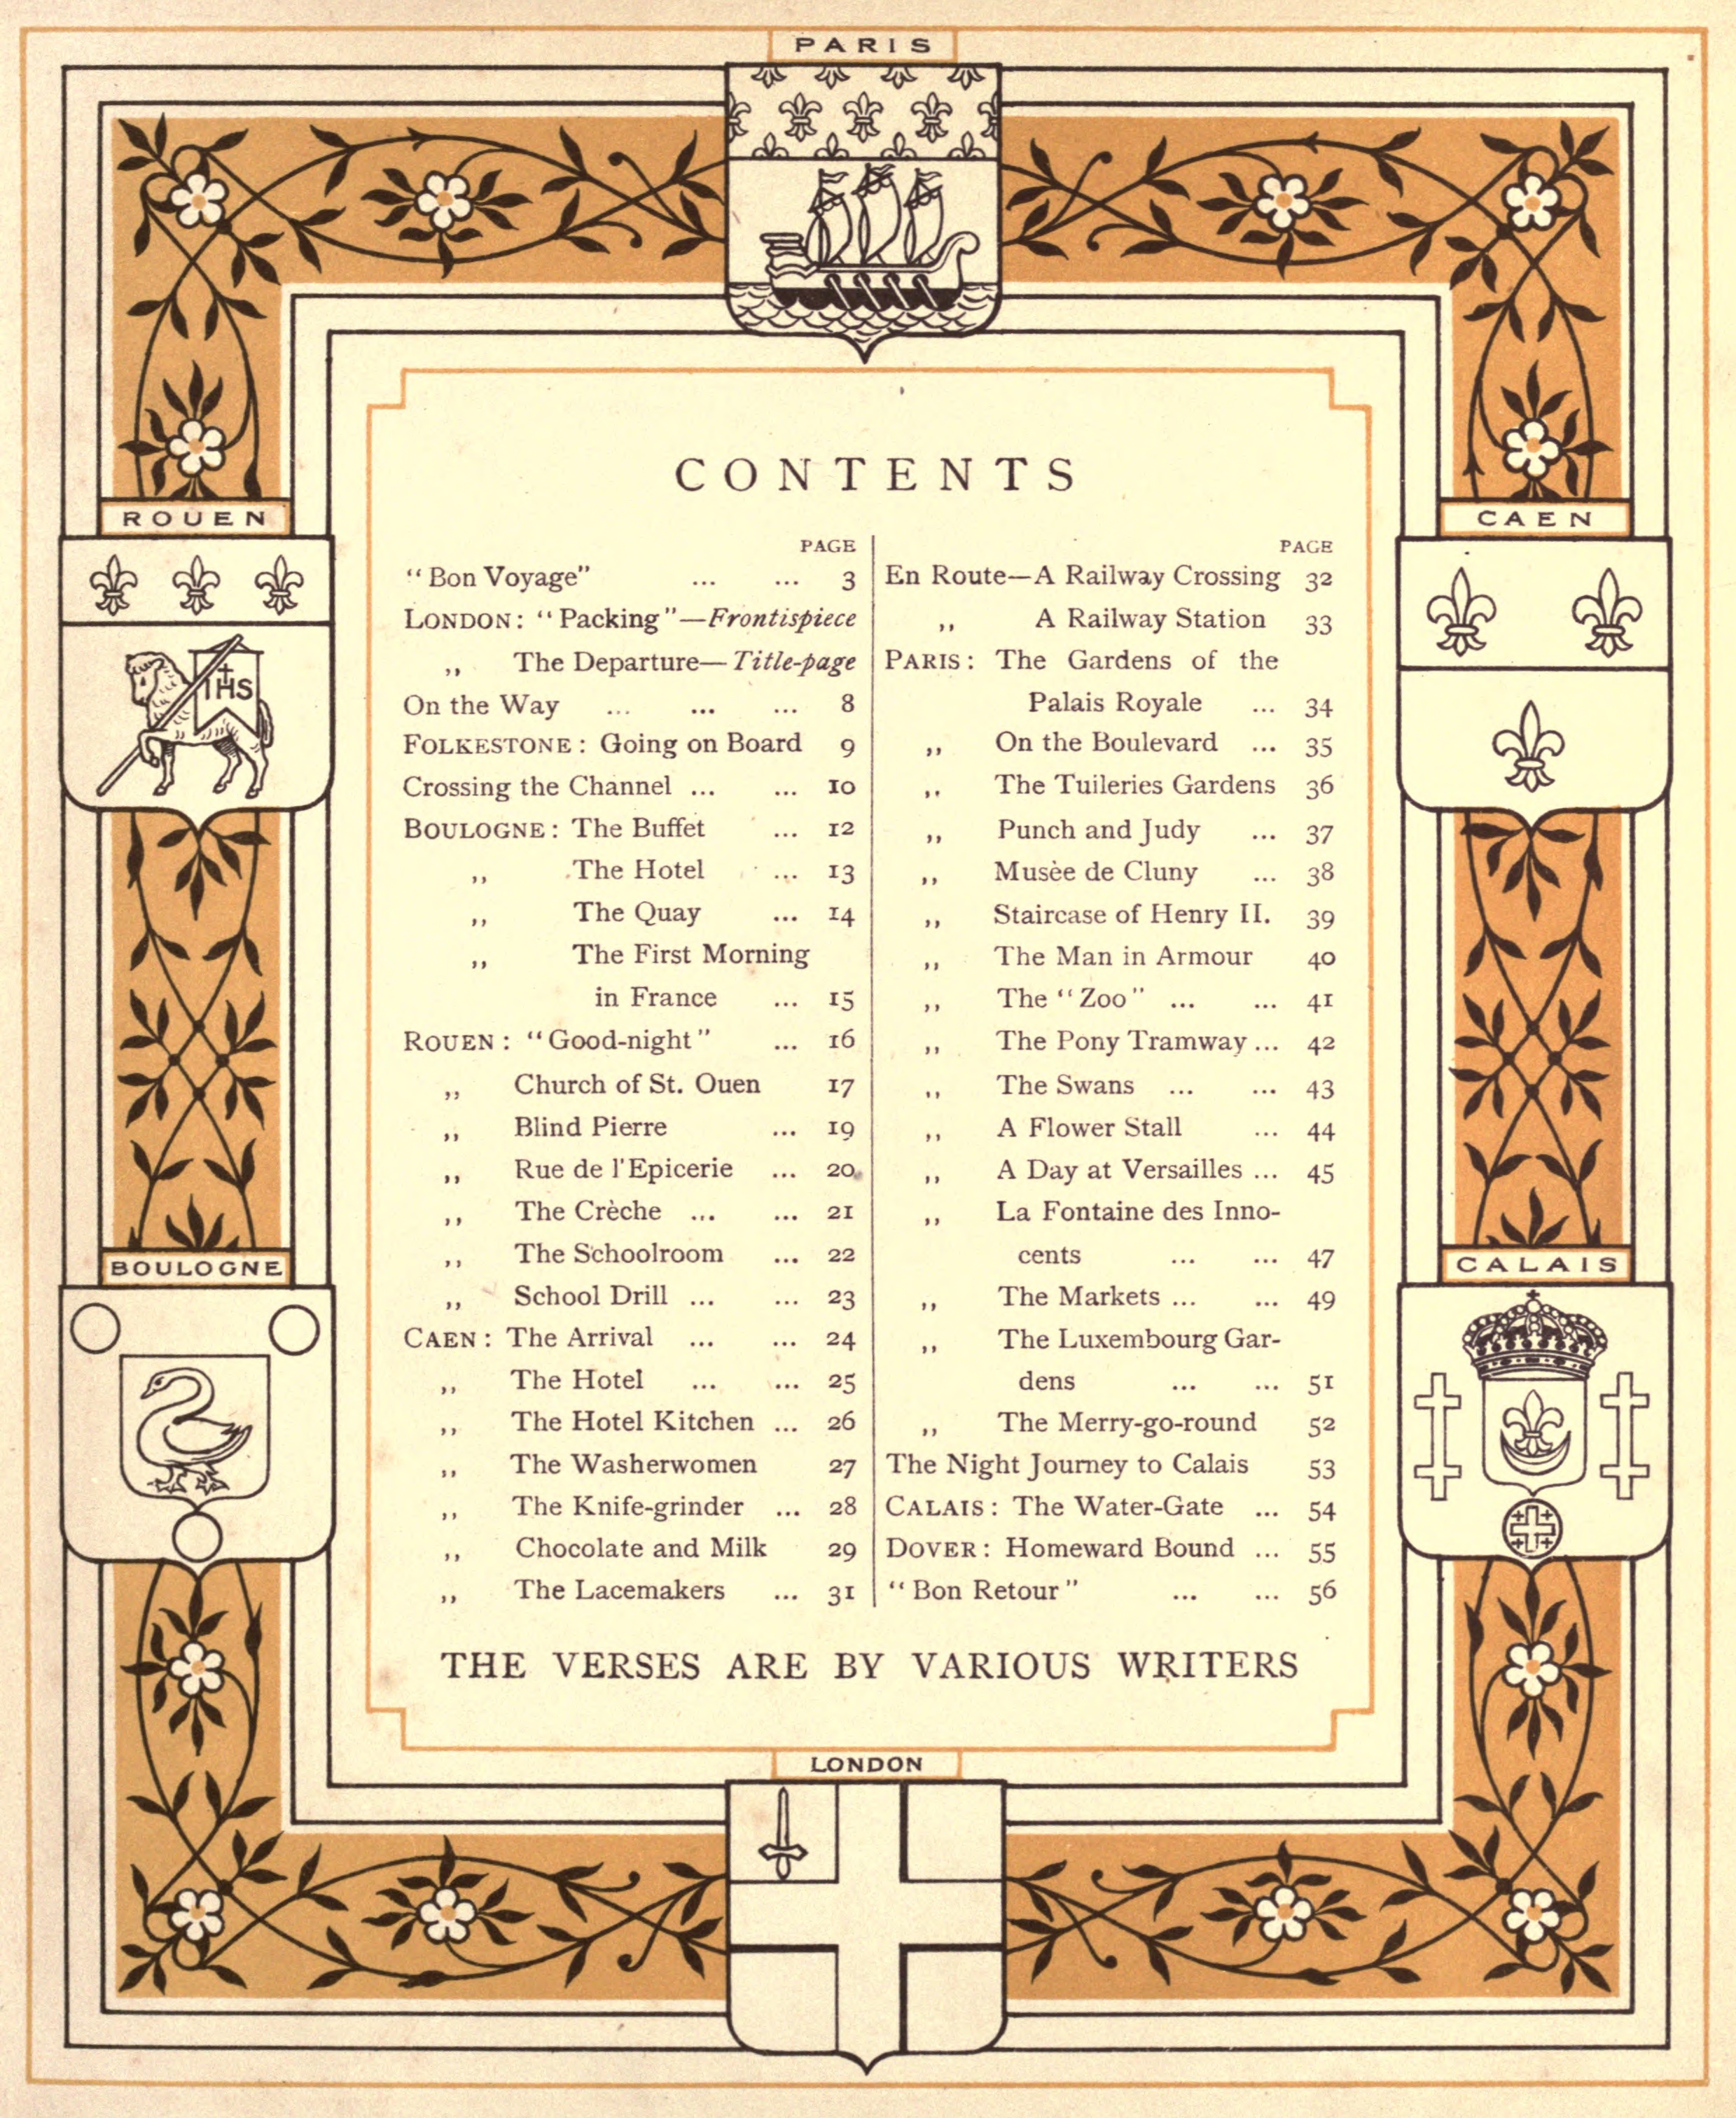 PARIS
ROUEN
CAEN
CONTENTS
PAGE
"Bon Voyage" ... ... 3
LONDON: "Packing"—Frontispiece
,, The Departure—Title-page
On the Way ... ... ... 8
FOLKESTONE: Going on Board 9
Crossing the Channel ... ... 10
BOULOGNE: The Buffet ... 12
,, The Hotel ... 13
,, The Quay ... 14
,, The First Morning
in France ... 15
ROUEN: "Good-night" ... 16
,, Church of St. Ouen 17
,, Blind Pierre ... 19
,, Rue de l'Epicerie ... 20
,, The Crèche ... ... 21
,, The Schoolroom ... 22
,, School Drill ... ... 23
CAEN: The Arrival ... ... 24
,, The Hotel ... ... 25
,, The Hotel Kitchen ... 26
,, The Washerwomen 27
,, The Knife-grinder ... 28
,, Chocolate and Milk 29
,, The Lacemakers ... 31
PAGE
En Route—A Railway Crossing 32
,, A Railway Station 33
PARIS: The Gardens of the
Palais Royale ... 34
,, On the Boulevard ... 35
,, The Tuileries Gardens 36
,, Punch and Judy ... 37
,, Musèe de Cluny ... 38
,, Staircase of Henry II. 39
,, The Man in Armour 40
,, The "Zoo" ... ... 41
,, The Pony Tramway ... 42
,, The Swans ... ... 43
,, A Flower Stall ... 44
,, A Day at Versailles ... 45
,, La Fontaine des Inno-
cents ... ... 47
,, The Markets ... ... 49
,, The Luxembourg Gar-
dens ... ... 51
,, The Merry-go-round 52
The Night Journey to Calais 53
CALAIS: The Water-Gate ... 54
DOVER: Homeward Bound ... 55
"Bon Retour" ... ... 56
THE VERSES ARE BY VARIOUS WRITERS
IHS
BOULOGNE
CALAIS
LONDON